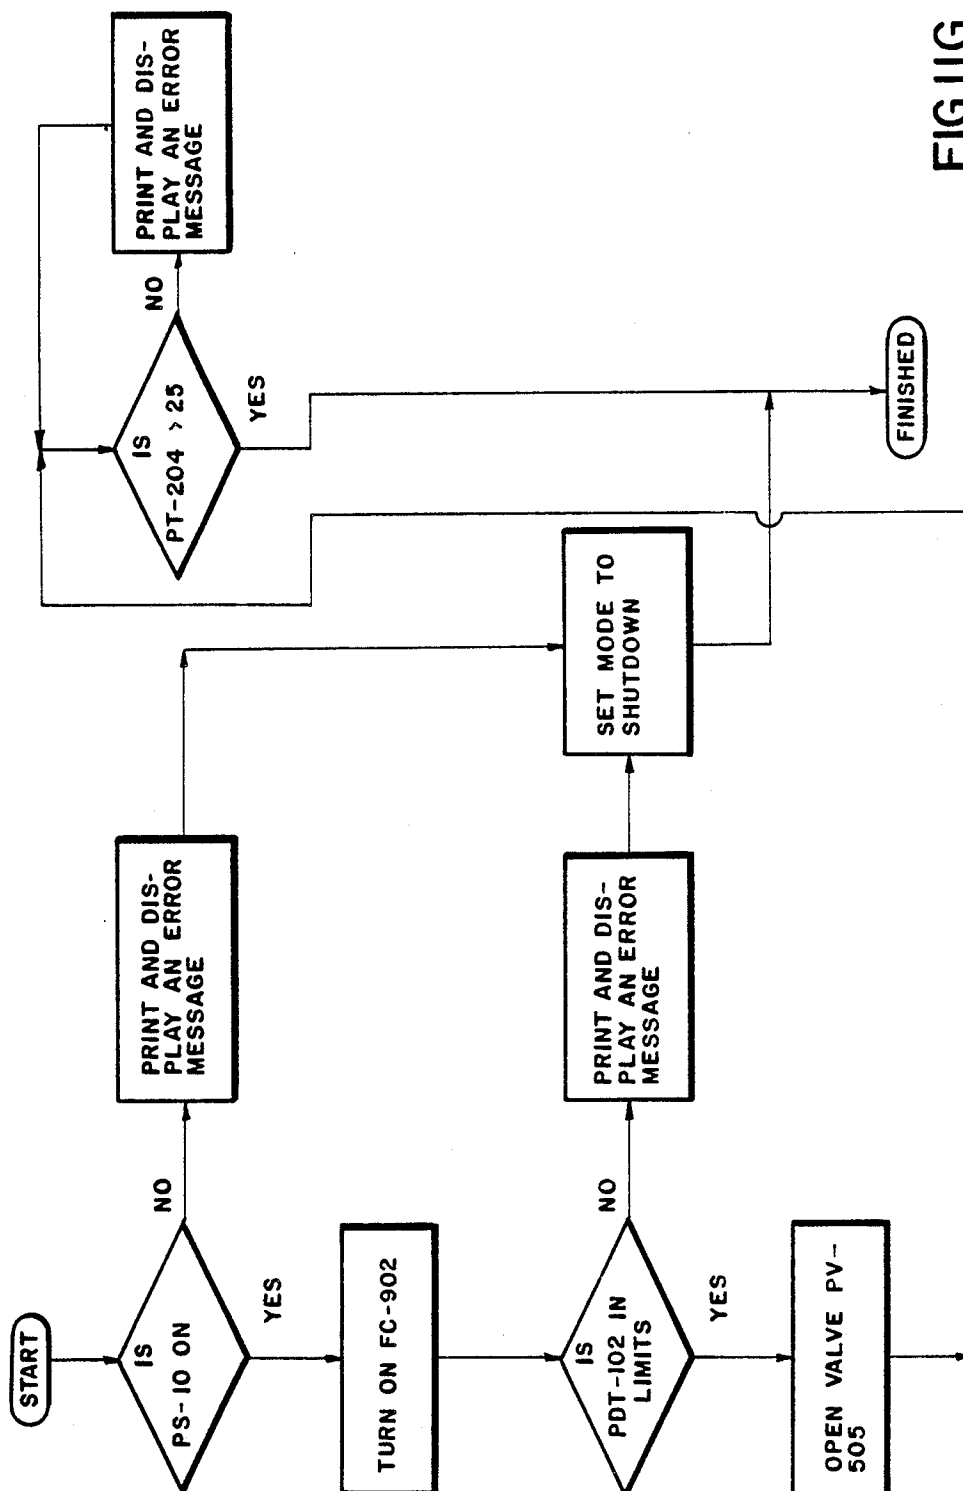 START
IS
PS-10 ON
NO
YES
PRINT AND DIS-
PLAY AN ERROR
MESSAGE
TURN ON FC-902
IS
PDT-102 IN
LIMITS
NO
YES
PRINT AND DIS-
PLAY AN ERROR
MESSAGE
SET MODE TO
SHUTDOWN
OPEN VALVE PV-
505
IS
PT-204 > 25
NO
YES
PRINT AND DIS-
PLAY AN ERROR
MESSAGE
FINISHED
FIG.11G